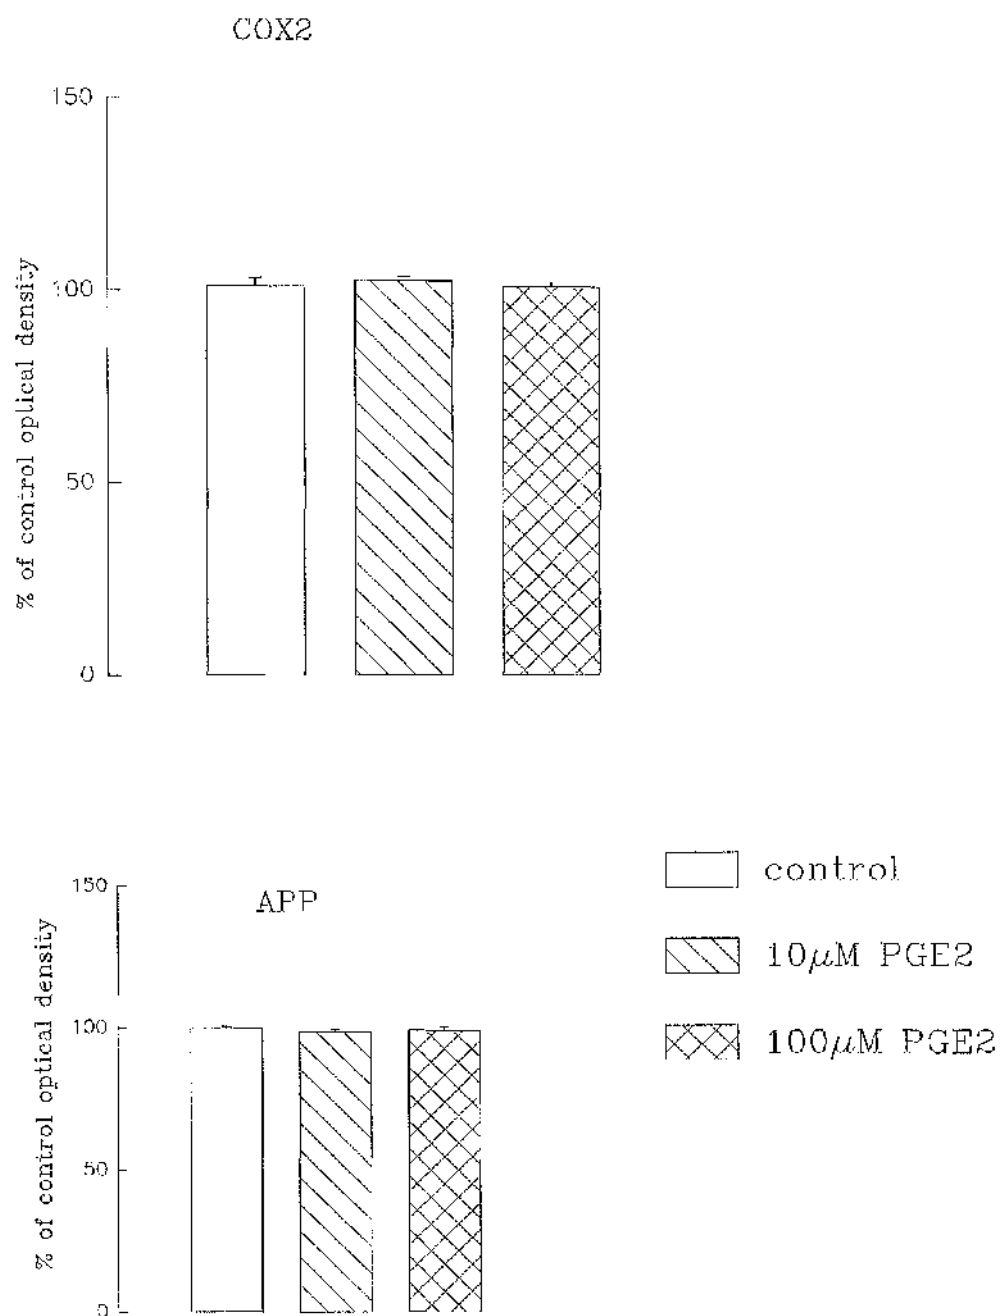 COX2
150
100
50
0
% of control optical density
APP
150
100
50
0
% of control optical density
control
10μM PGE2
100μM PGE2